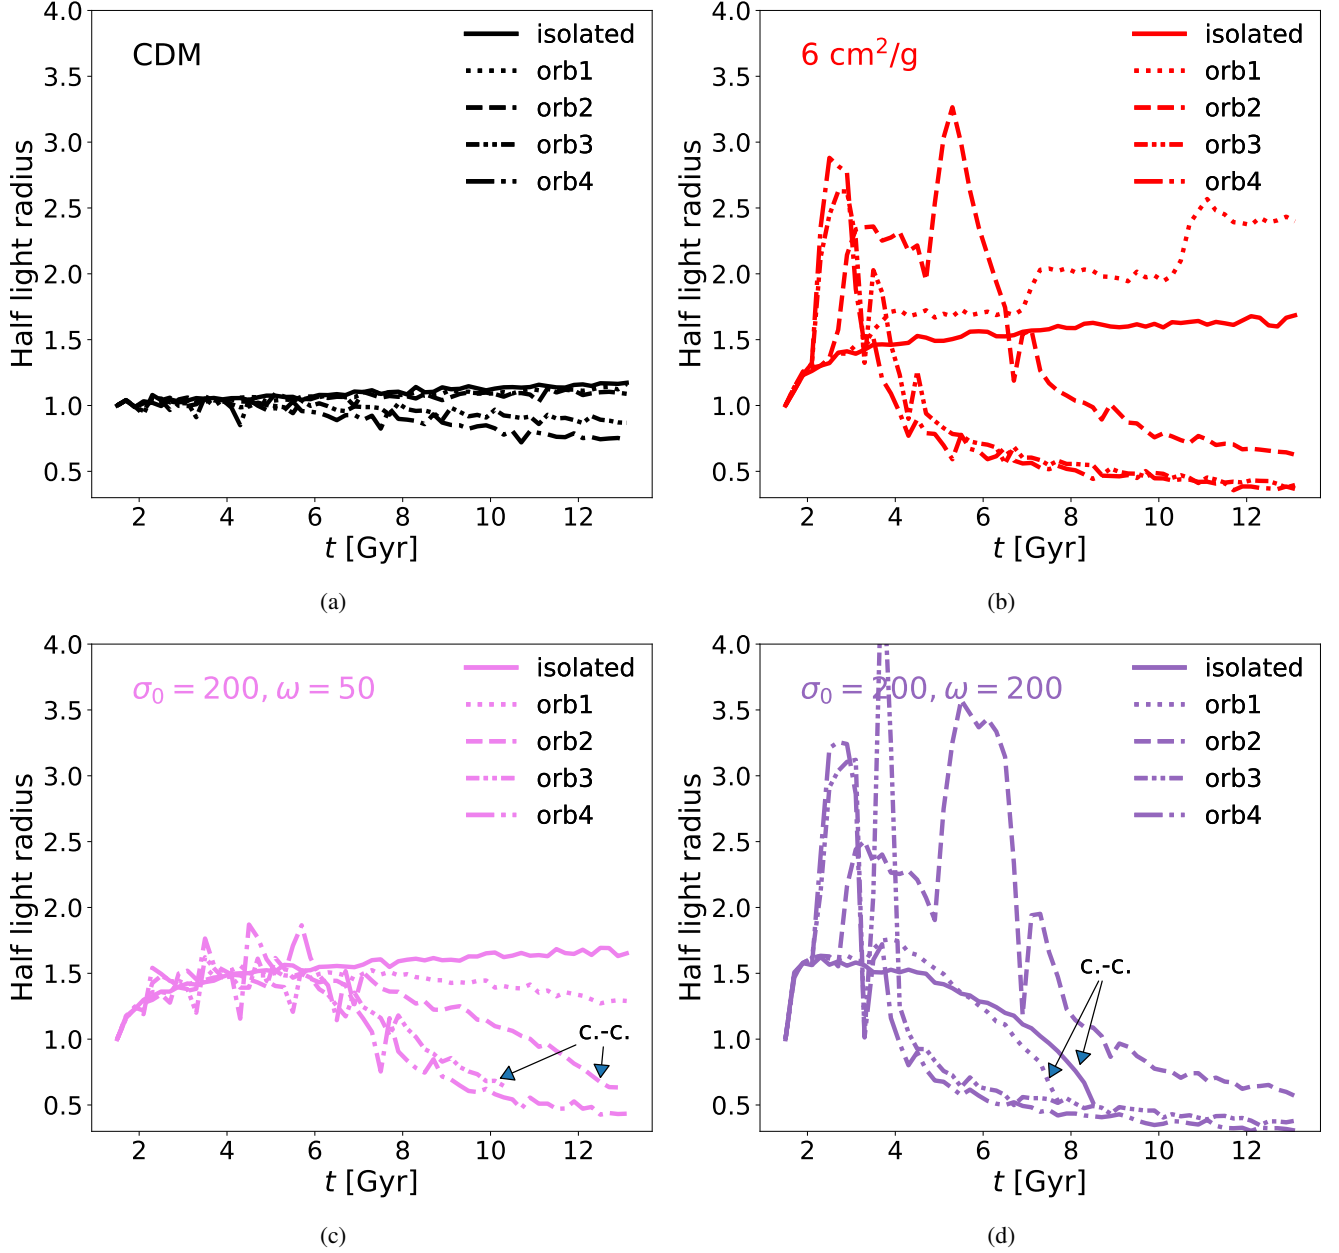 CDM
isolated
orb1
orb2
orb3
orb4
4.0
3.5
3.0
2.5
2.0
1.5
1.0
0.5
Half light radius
2 4 6 8 10 12
t [Gyr]
(a)
6 cm²/g
isolated
orb1
orb2
orb3
orb4
4.0
3.5
3.0
2.5
2.0
1.5
1.0
0.5
Half light radius
2 4 6 8 10 12
t [Gyr]
(b)
σ₀ = 200, ω = 50
isolated
orb1
orb2
orb3
orb4
c.-c.
4.0
3.5
3.0
2.5
2.0
1.5
1.0
0.5
Half light radius
2 4 6 8 10 12
t [Gyr]
(c)
σ₀ = 200, ω = 200
isolated
orb1
orb2
orb3
orb4
c.-c.
4.0
3.5
3.0
2.5
2.0
1.5
1.0
0.5
Half light radius
2 4 6 8 10 12
t [Gyr]
(d)